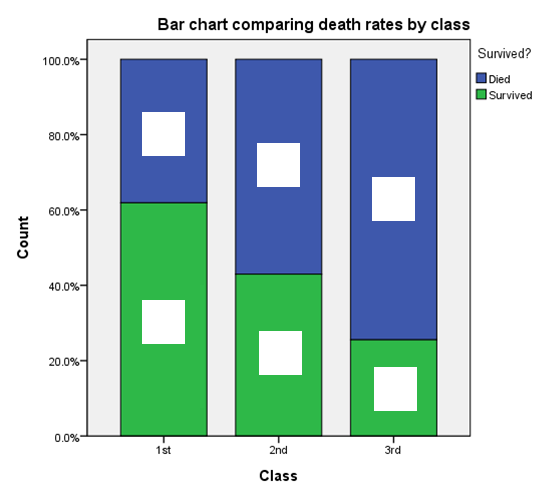 Bar chart comparing death rates by class
Survived?
Died
Survived
100.0%
80.0%
60.0%
40.0%
20.0%
0.0%
Count
1st
2nd
3rd
Class